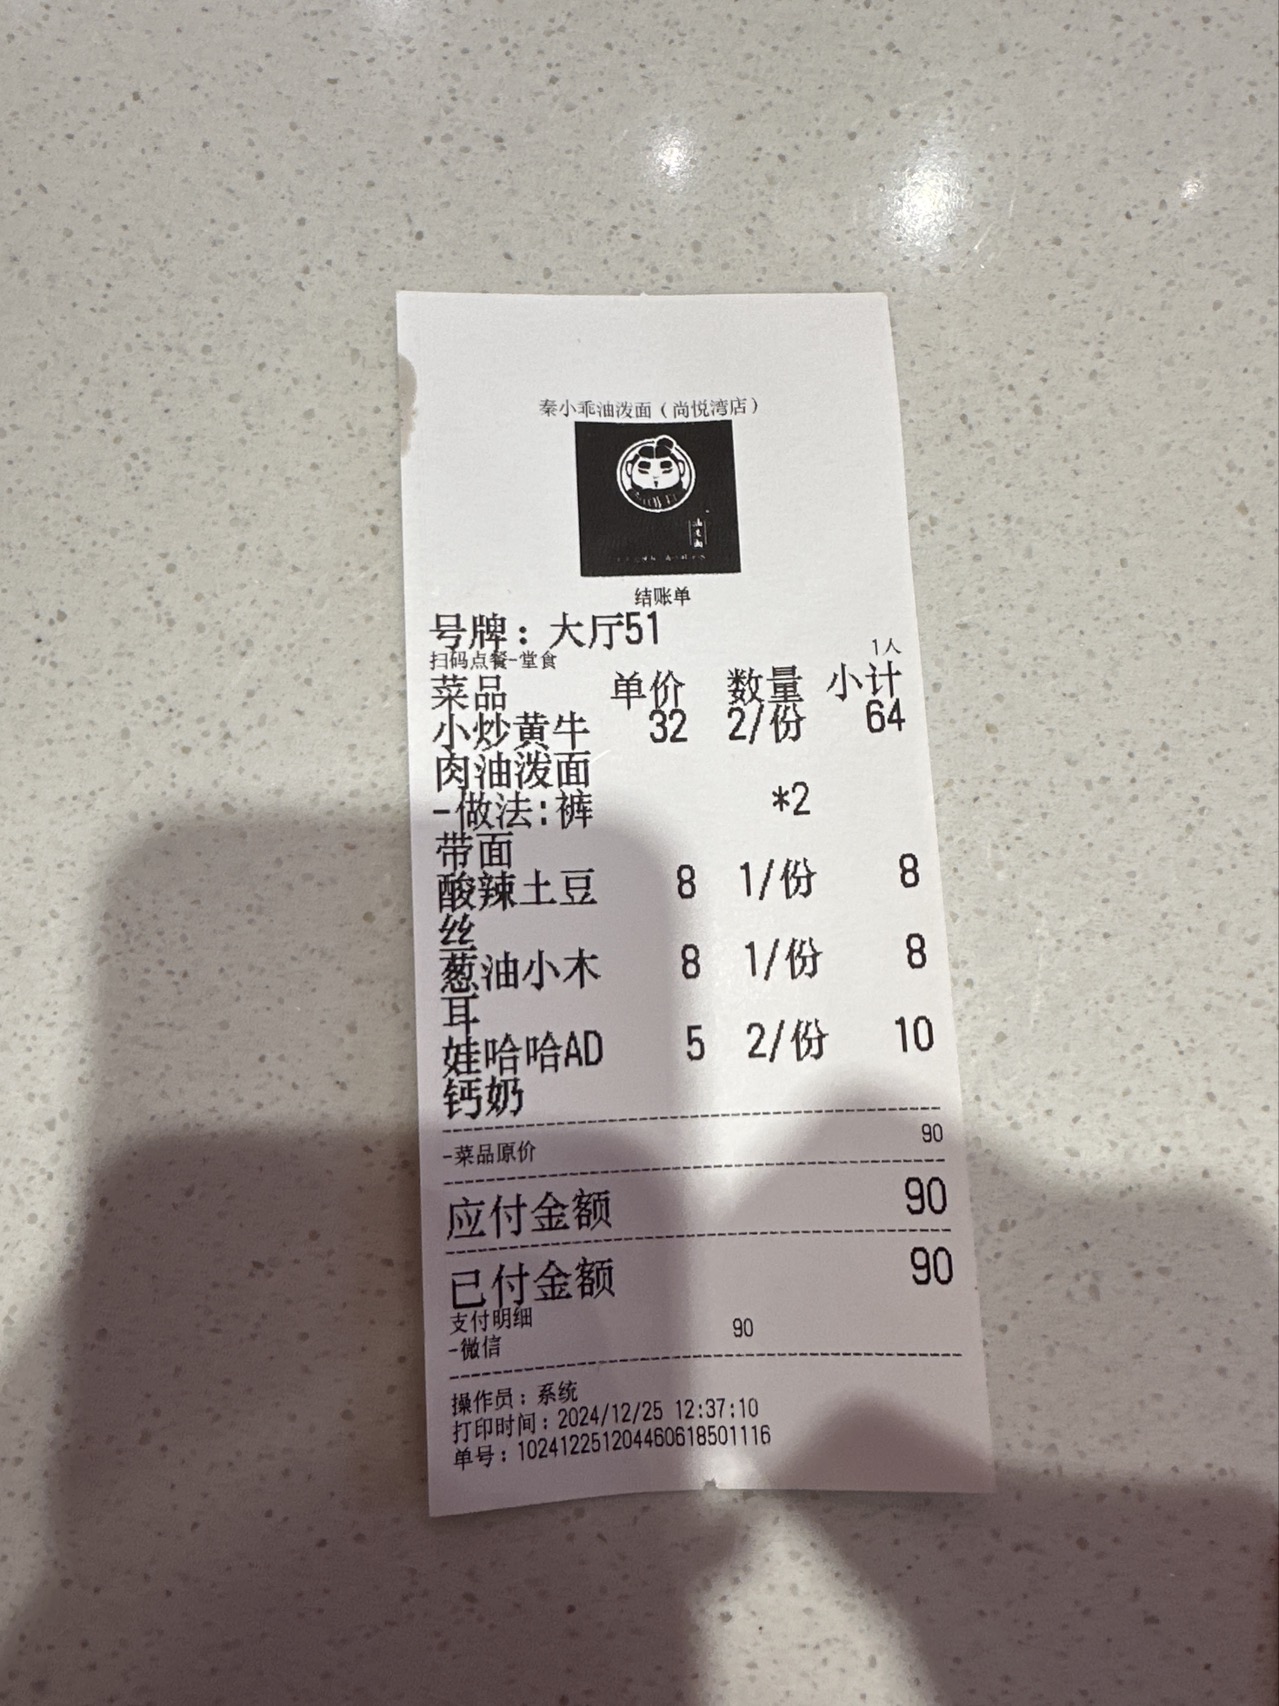 秦小乖油泼面（尚悦湾店）
油泼面
结账单
号牌：大厅51
扫码点餐-堂食 1人
菜品 单价 数量 小计
小炒黄牛 32 2/份 64
肉油泼面
-做法:裤 *2
带面
酸辣土豆 8 1/份 8
丝
葱油小木 8 1/份 8
耳
娃哈哈AD 5 2/份 10
钙奶
-菜品原价 90
应付金额 90
已付金额 90
支付明细
-微信 90
操作员：系统
打印时间：2024/12/25 12:37:10
单号：102412251204460618501116